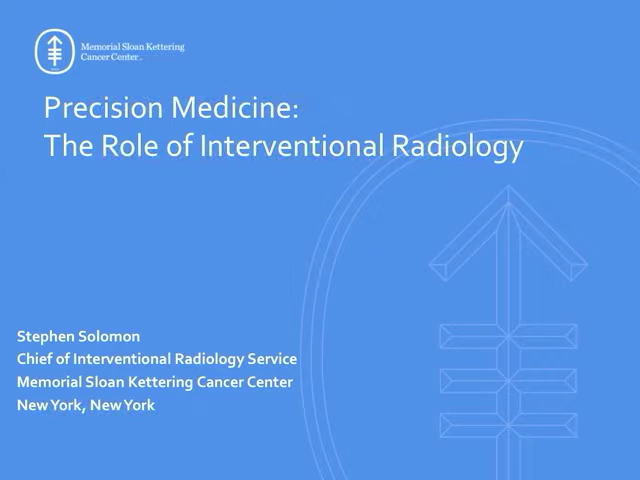 Memorial Sloan Kettering
Cancer Center
Precision Medicine:
The Role of Interventional Radiology
Stephen Solomon
Chief of Interventional Radiology Service
Memorial Sloan Kettering Cancer Center
New York, New York